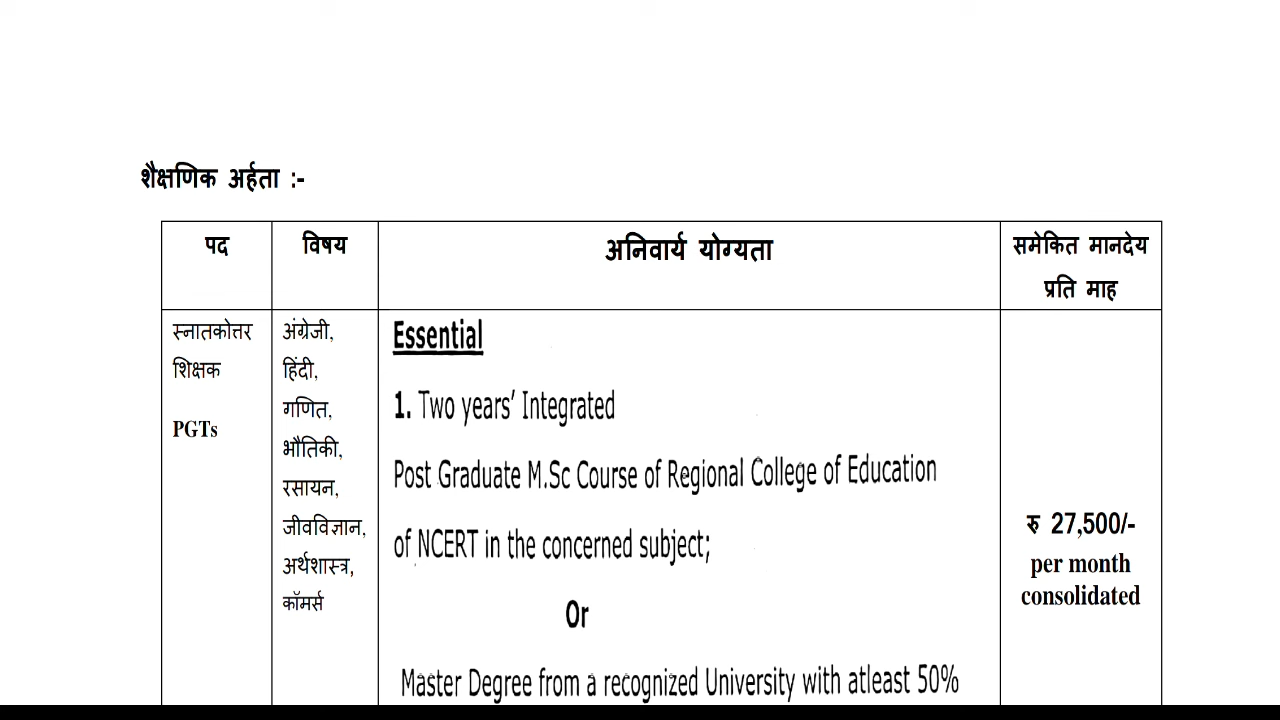 शैक्षणिक अर्हता :-
पद
विषय
अनिवार्य योग्यता
समेकित मानदेय
प्रति माह
स्नातकोत्तर
शिक्षक
PGTs
अंग्रेजी,
हिंदी,
गणित,
भौतिकी,
रसायन,
जीवविज्ञान,
अर्थशास्त्र,
कॉमर्स
Essential
1. Two years’ Integrated
Post Graduate M.Sc Course of Regional College of Education
of NCERT in the concerned subject;
Or
Master Degree from a recognized University with atleast 50%
रु 27,500/-
per month
consolidated